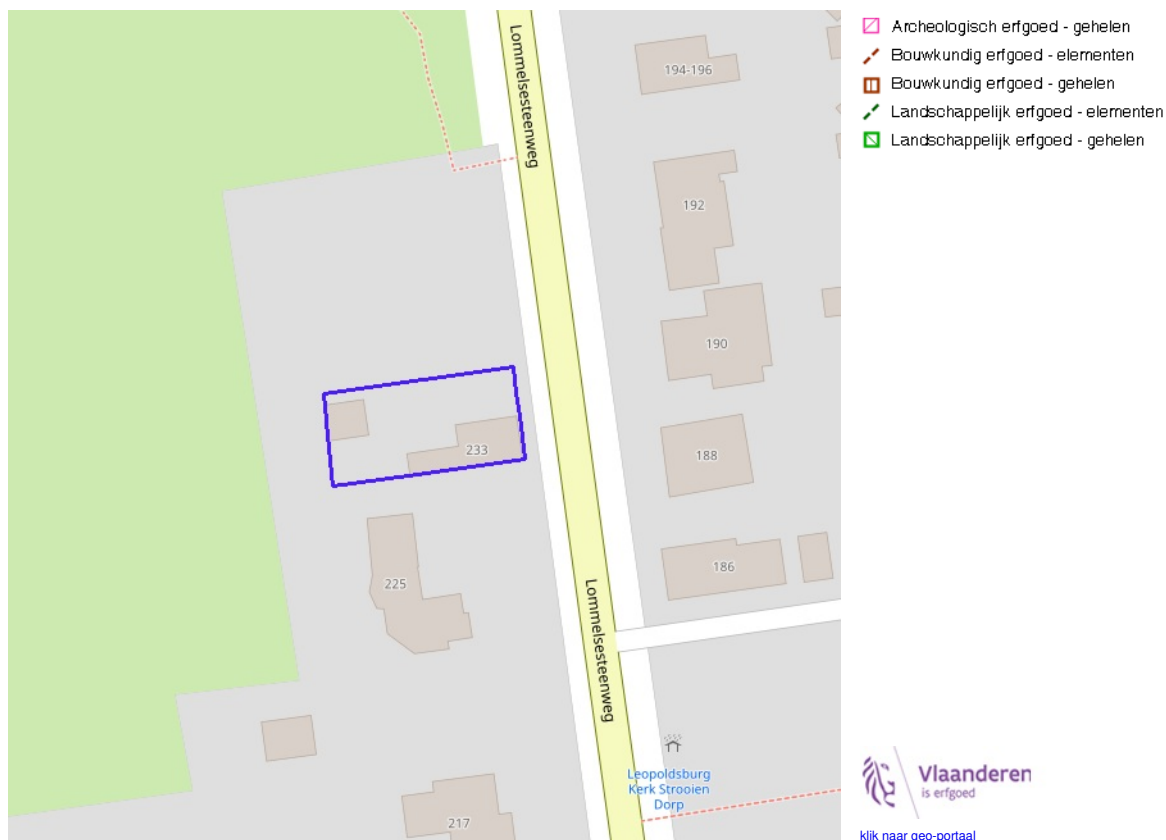 Lommelsesteenweg
194-196
192
190
233
188
225
186
Lommelsesteenweg
Leopoldsburg
Kerk Strooien
Dorp
217
Archeologisch erfgoed - gehelen
Bouwkundig erfgoed - elementen
Bouwkundig erfgoed - gehelen
Landschappelijk erfgoed - elementen
Landschappelijk erfgoed - gehelen
Vlaanderen
is erfgoed
klik naar geo-portaal